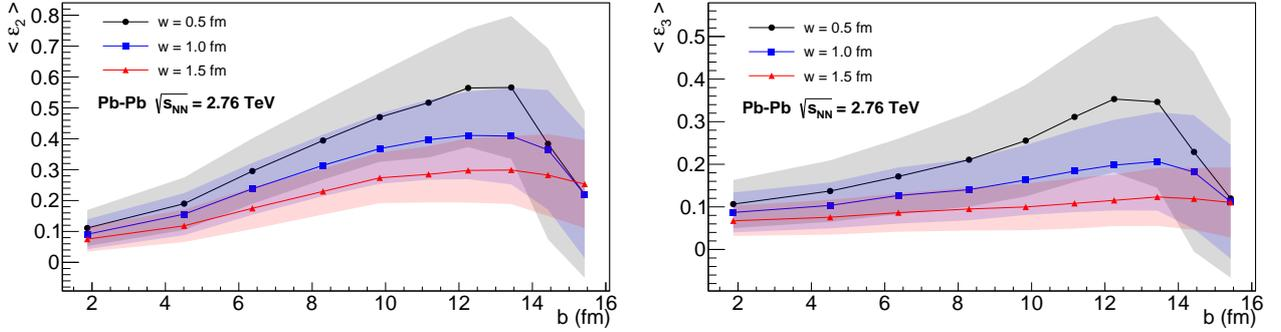 < ε₂ >
0.8
0.7
0.6
0.5
0.4
0.3
0.2
0.1
0
w = 0.5 fm
w = 1.0 fm
w = 1.5 fm
Pb-Pb √s_NN = 2.76 TeV
2 4 6 8 10 12 14 16
b (fm)
< ε₃ >
0.5
0.4
0.3
0.2
0.1
0
w = 0.5 fm
w = 1.0 fm
w = 1.5 fm
Pb-Pb √s_NN = 2.76 TeV
2 4 6 8 10 12 14 16
b (fm)